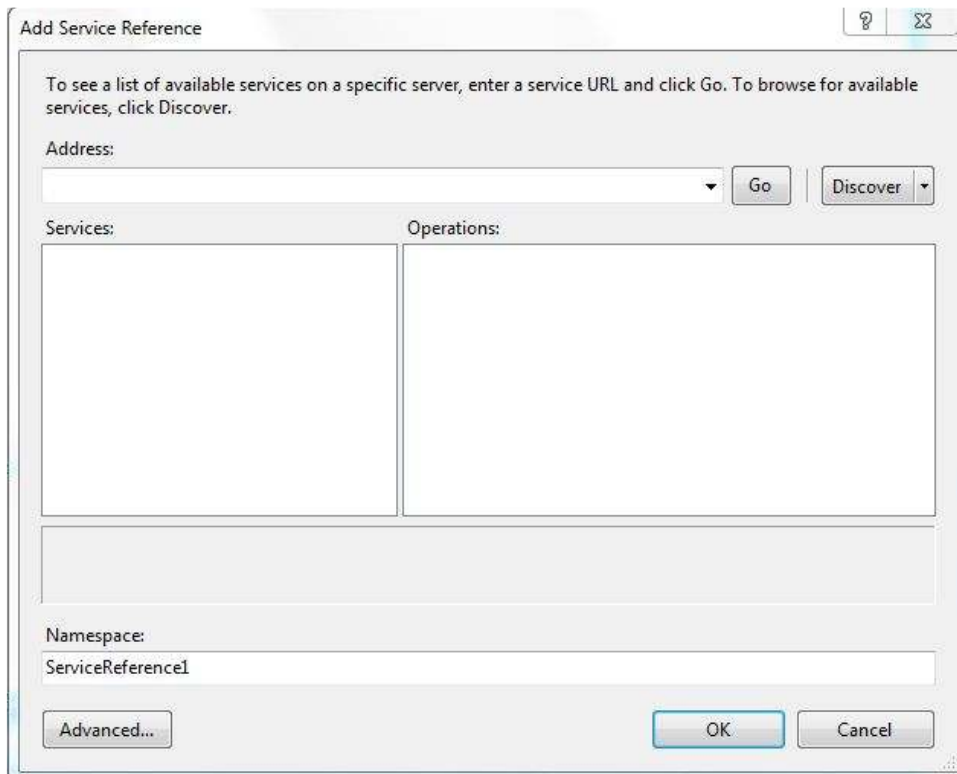 Add Service Reference
To see a list of available services on a specific server, enter a service URL and click Go. To browse for available
services, click Discover.
Address:
Go
Discover
Services:
Operations:
Namespace:
ServiceReference1
Advanced...
OK
Cancel